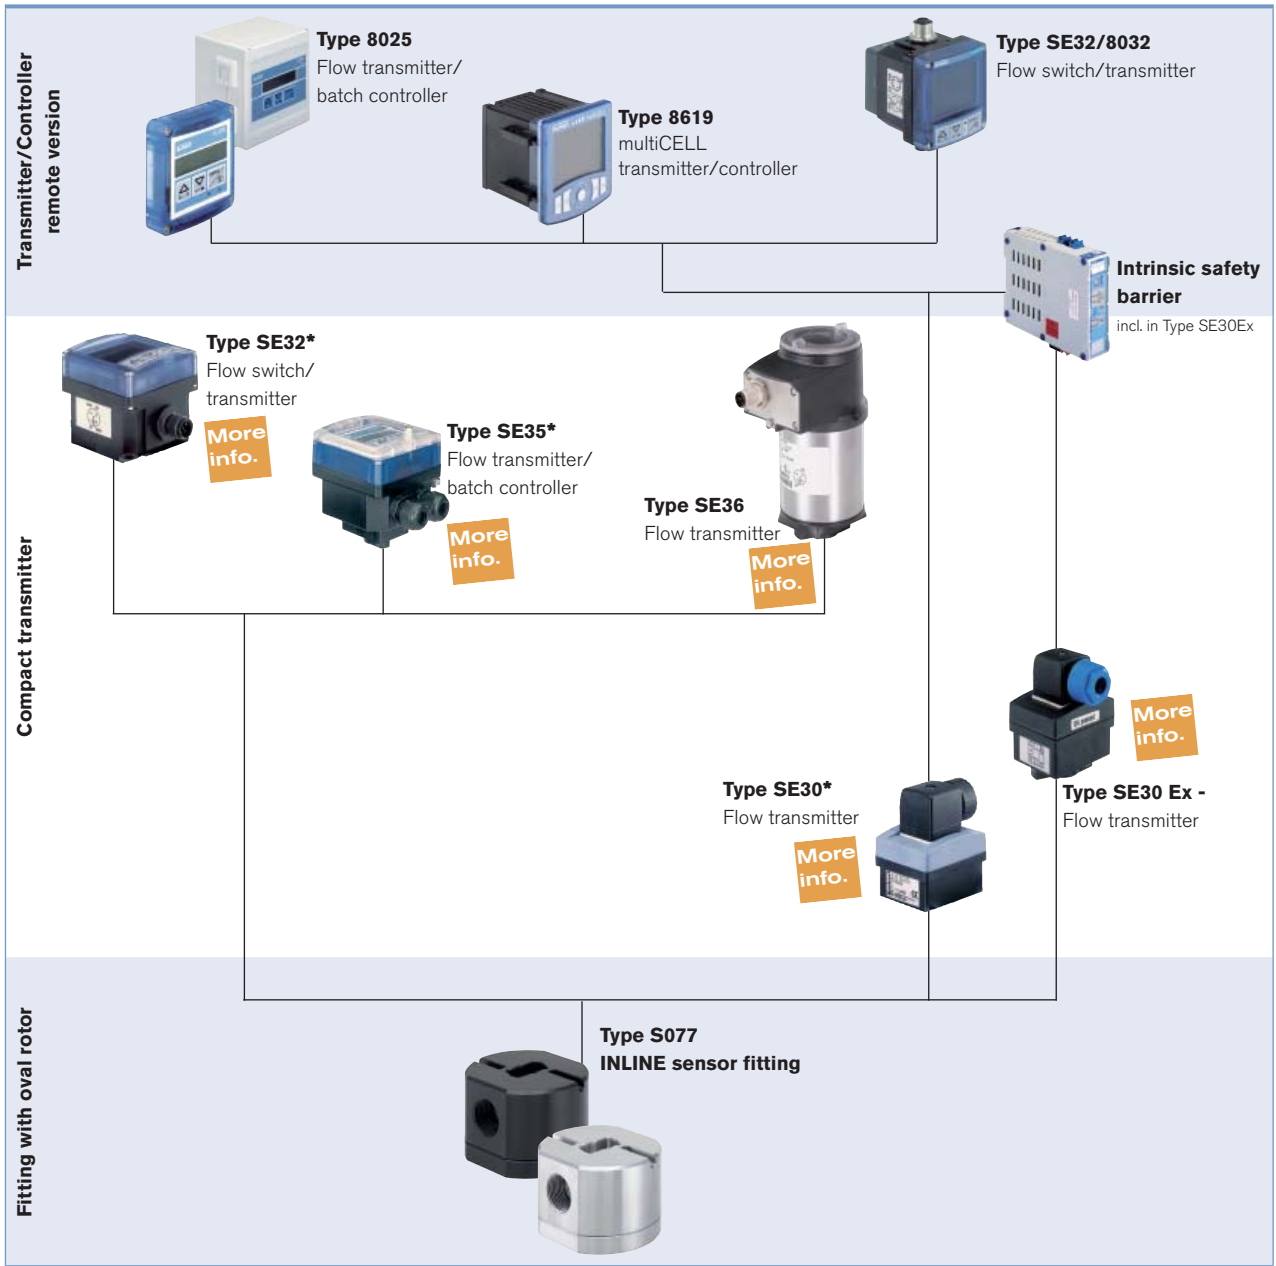 Transmitter/Controller
remote version
Type 8025
Flow transmitter/
batch controller
Type 8619
multiCELL
transmitter/controller
Type SE32/8032
Flow switch/transmitter
Intrinsic safety
barrier
incl. in Type SE30Ex
Compact transmitter
Type SE32*
Flow switch/
transmitter
More
info.
Type SE35*
Flow transmitter/
batch controller
More
info.
Type SE36
Flow transmitter
More
info.
Type SE30*
Flow transmitter
More
info.
More
info.
Type SE30 Ex -
Flow transmitter
Fitting with oval rotor
Type S077
INLINE sensor fitting